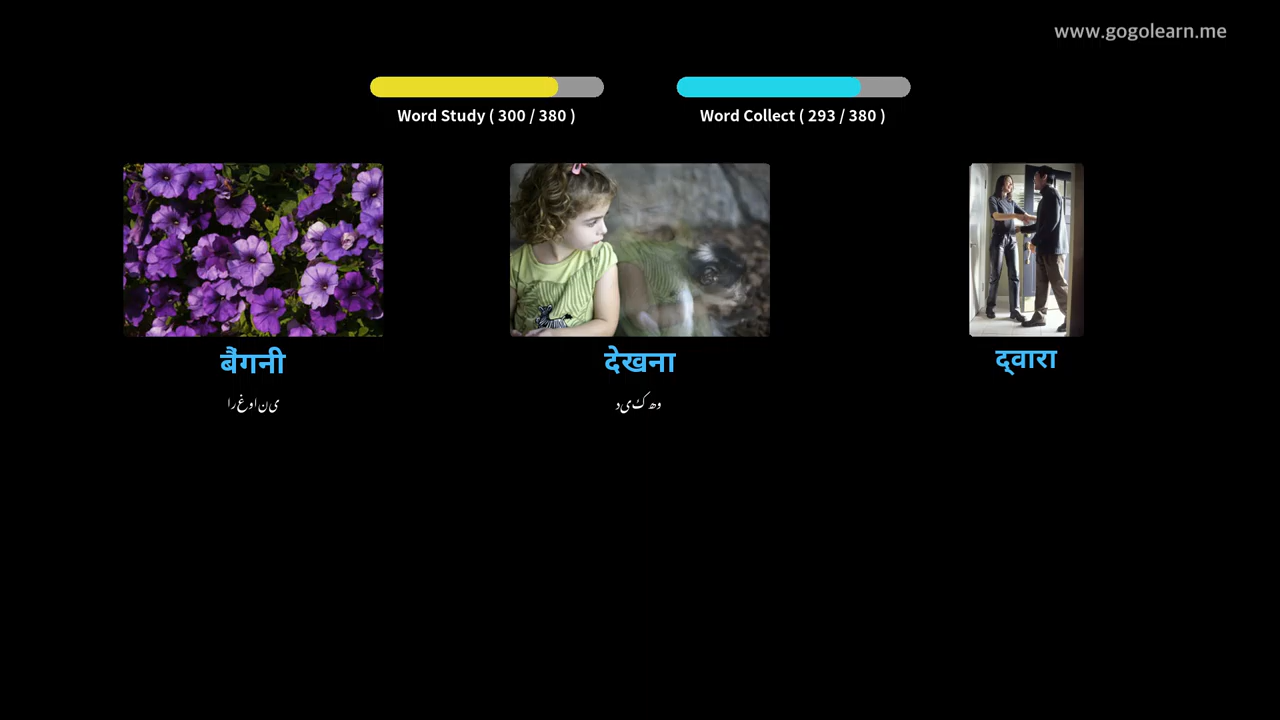 www.gogolearn.me
Word Study ( 300 / 380 )
Word Collect ( 293 / 380 )
बैंगनी
देखना
द्वारा
ی‌ن‌ا‌و‌غ‌ر‌ا
و‌ھ‌ک‌ی‌د